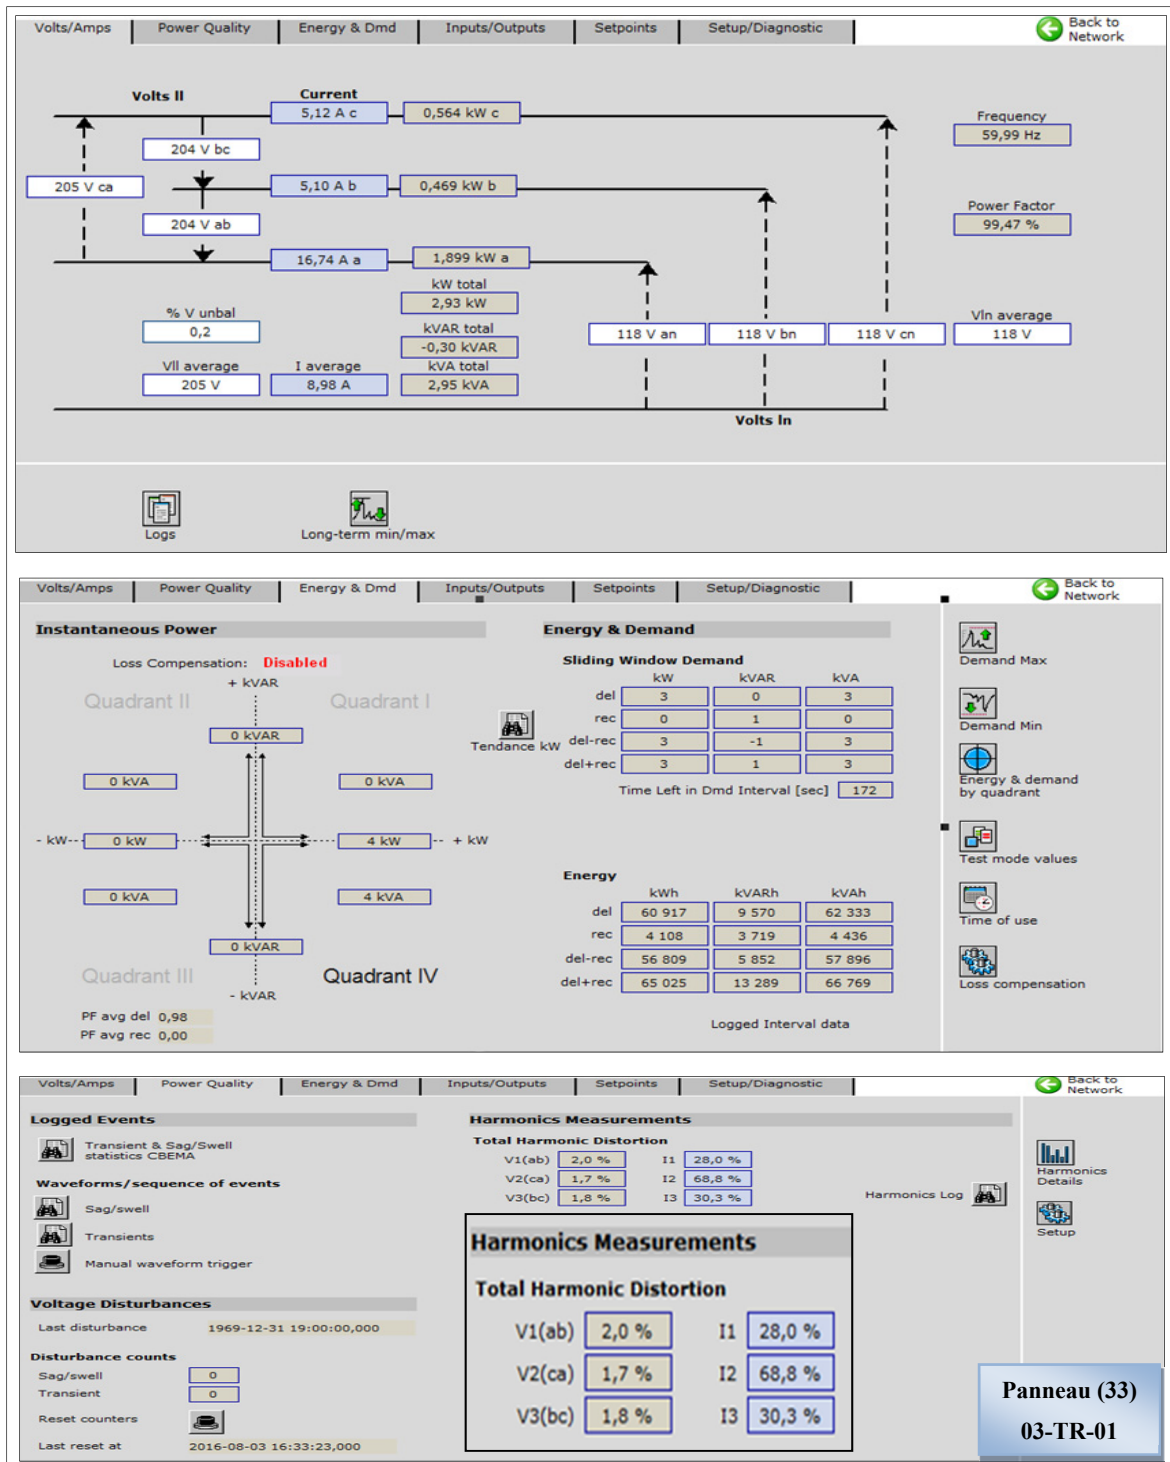 Volts/Amps Power Quality Energy & Dmd Inputs/Outputs Setpoints Setup/Diagnostic Back to Network
Volts ll Current
5,12 A c 0,564 kW c
Frequency
59,99 Hz
204 V bc
205 V ca 5,10 A b 0,469 kW b
Power Factor
99,47 %
204 V ab
16,74 A a 1,899 kW a
kW total
2,93 kW
% V unbal
0,2
kVAR total
-0,30 kVAR
118 V an 118 V bn 118 V cn
Vln average
118 V
Vll average I average kVA total
205 V 8,98 A 2,95 kVA
Volts ln
Logs Long-term min/max
Volts/Amps Power Quality Energy & Dmd Inputs/Outputs Setpoints Setup/Diagnostic Back to Network
Instantaneous Power
Loss Compensation: Disabled
+ kVAR
Quadrant II Quadrant I
0 kVAR
0 kVA 0 kVA
- kW 0 kW 4 kW + kW
0 kVA 4 kVA
0 kVAR
Quadrant III Quadrant IV
- kVAR
PF avg del 0,98
PF avg rec 0,00
Energy & Demand
Sliding Window Demand
kW kVAR kVA
del 3 0 3
rec 0 1 0
Tendance kW
del-rec 3 -1 3
del+rec 3 1 3
Time Left in Dmd Interval [sec] 172
Energy
kWh kVARh kVAh
del 60 917 9 570 62 333
rec 4 108 3 719 4 436
del-rec 56 809 5 852 57 896
del+rec 65 025 13 289 66 769
Logged Interval data
Demand Max
Demand Min
Energy & demand
by quadrant
Test mode values
Time of use
Loss compensation
Volts/Amps Power Quality Energy & Dmd Inputs/Outputs Setpoints Setup/Diagnostic Back to Network
Logged Events
Transient & Sag/Swell
statistics CBEMA
Waveforms/sequence of events
Sag/swell
Transients
Manual waveform trigger
Voltage Disturbances
Last disturbance 1969-12-31 19:00:00,000
Disturbance counts
Sag/swell 0
Transient 0
Reset counters
Last reset at 2016-08-03 16:33:23,000
Harmonics Measurements
Total Harmonic Distortion
V1(ab) 2,0 % I1 28,0 %
V2(ca) 1,7 % I2 68,8 %
V3(bc) 1,8 % I3 30,3 %
Harmonics Log
Harmonics
Details
Setup
Harmonics Measurements
Total Harmonic Distortion
V1(ab) 2,0 % I1 28,0 %
V2(ca) 1,7 % I2 68,8 %
V3(bc) 1,8 % I3 30,3 %
Panneau (33)
03-TR-01